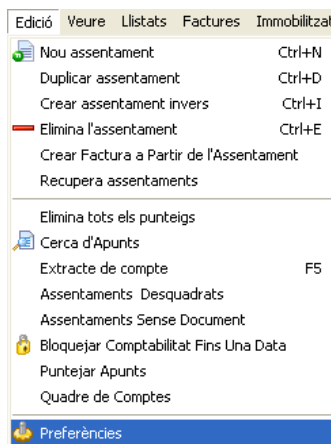 Edició Veure Llistats Factures Immobilitzat
Nou assentament Ctrl+N
Duplicar assentament Ctrl+D
Crear assentament invers Ctrl+I
Elimina l'assentament Ctrl+E
Crear Factura a Partir de l'Assentament
Recupera assentaments
Elimina tots els punteigs
Cerca d'Apunts
Extracte de compte F5
Assentaments Desquadrats
Assentaments Sense Document
Bloquejar Comptabilitat Fins Una Data
Puntejar Apunts
Quadre de Comptes
Preferències